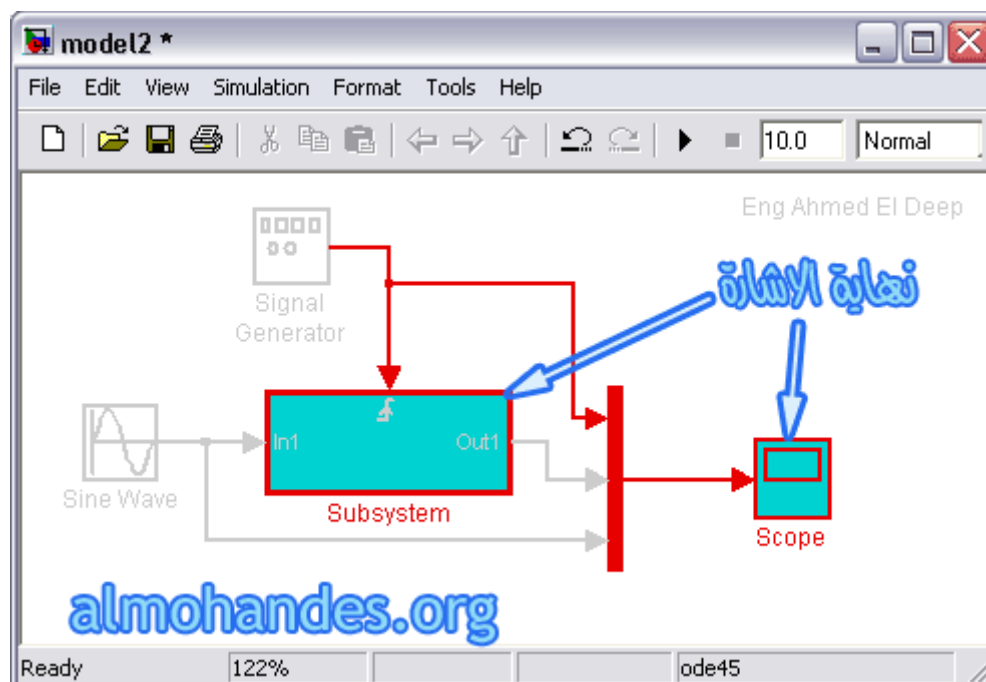 model2 *
File Edit View Simulation Format Tools Help
10.0 Normal
Eng Ahmed El Deep
نهاية الاشارة
Signal
Generator
In1 Out1
Sine Wave
Subsystem
Scope
almohandes.org
Ready 122% ode45